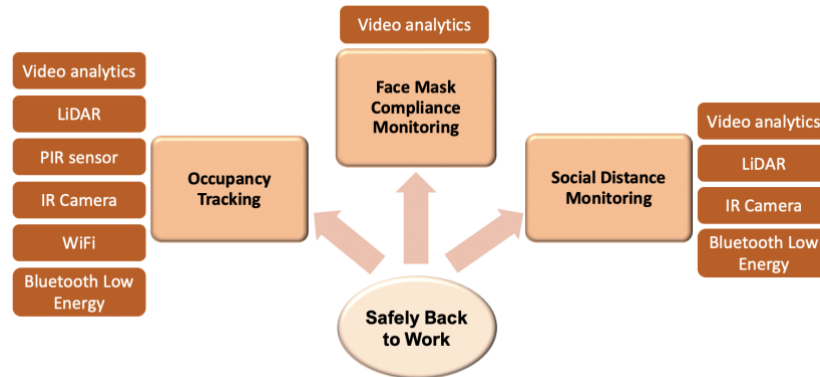 Video analytics
LiDAR
PIR sensor
IR Camera
WiFi
Bluetooth Low
Energy
Occupancy
Tracking
Video analytics
Face Mask
Compliance
Monitoring
Social Distance
Monitoring
Video analytics
LiDAR
IR Camera
Bluetooth Low
Energy
Safely Back
to Work